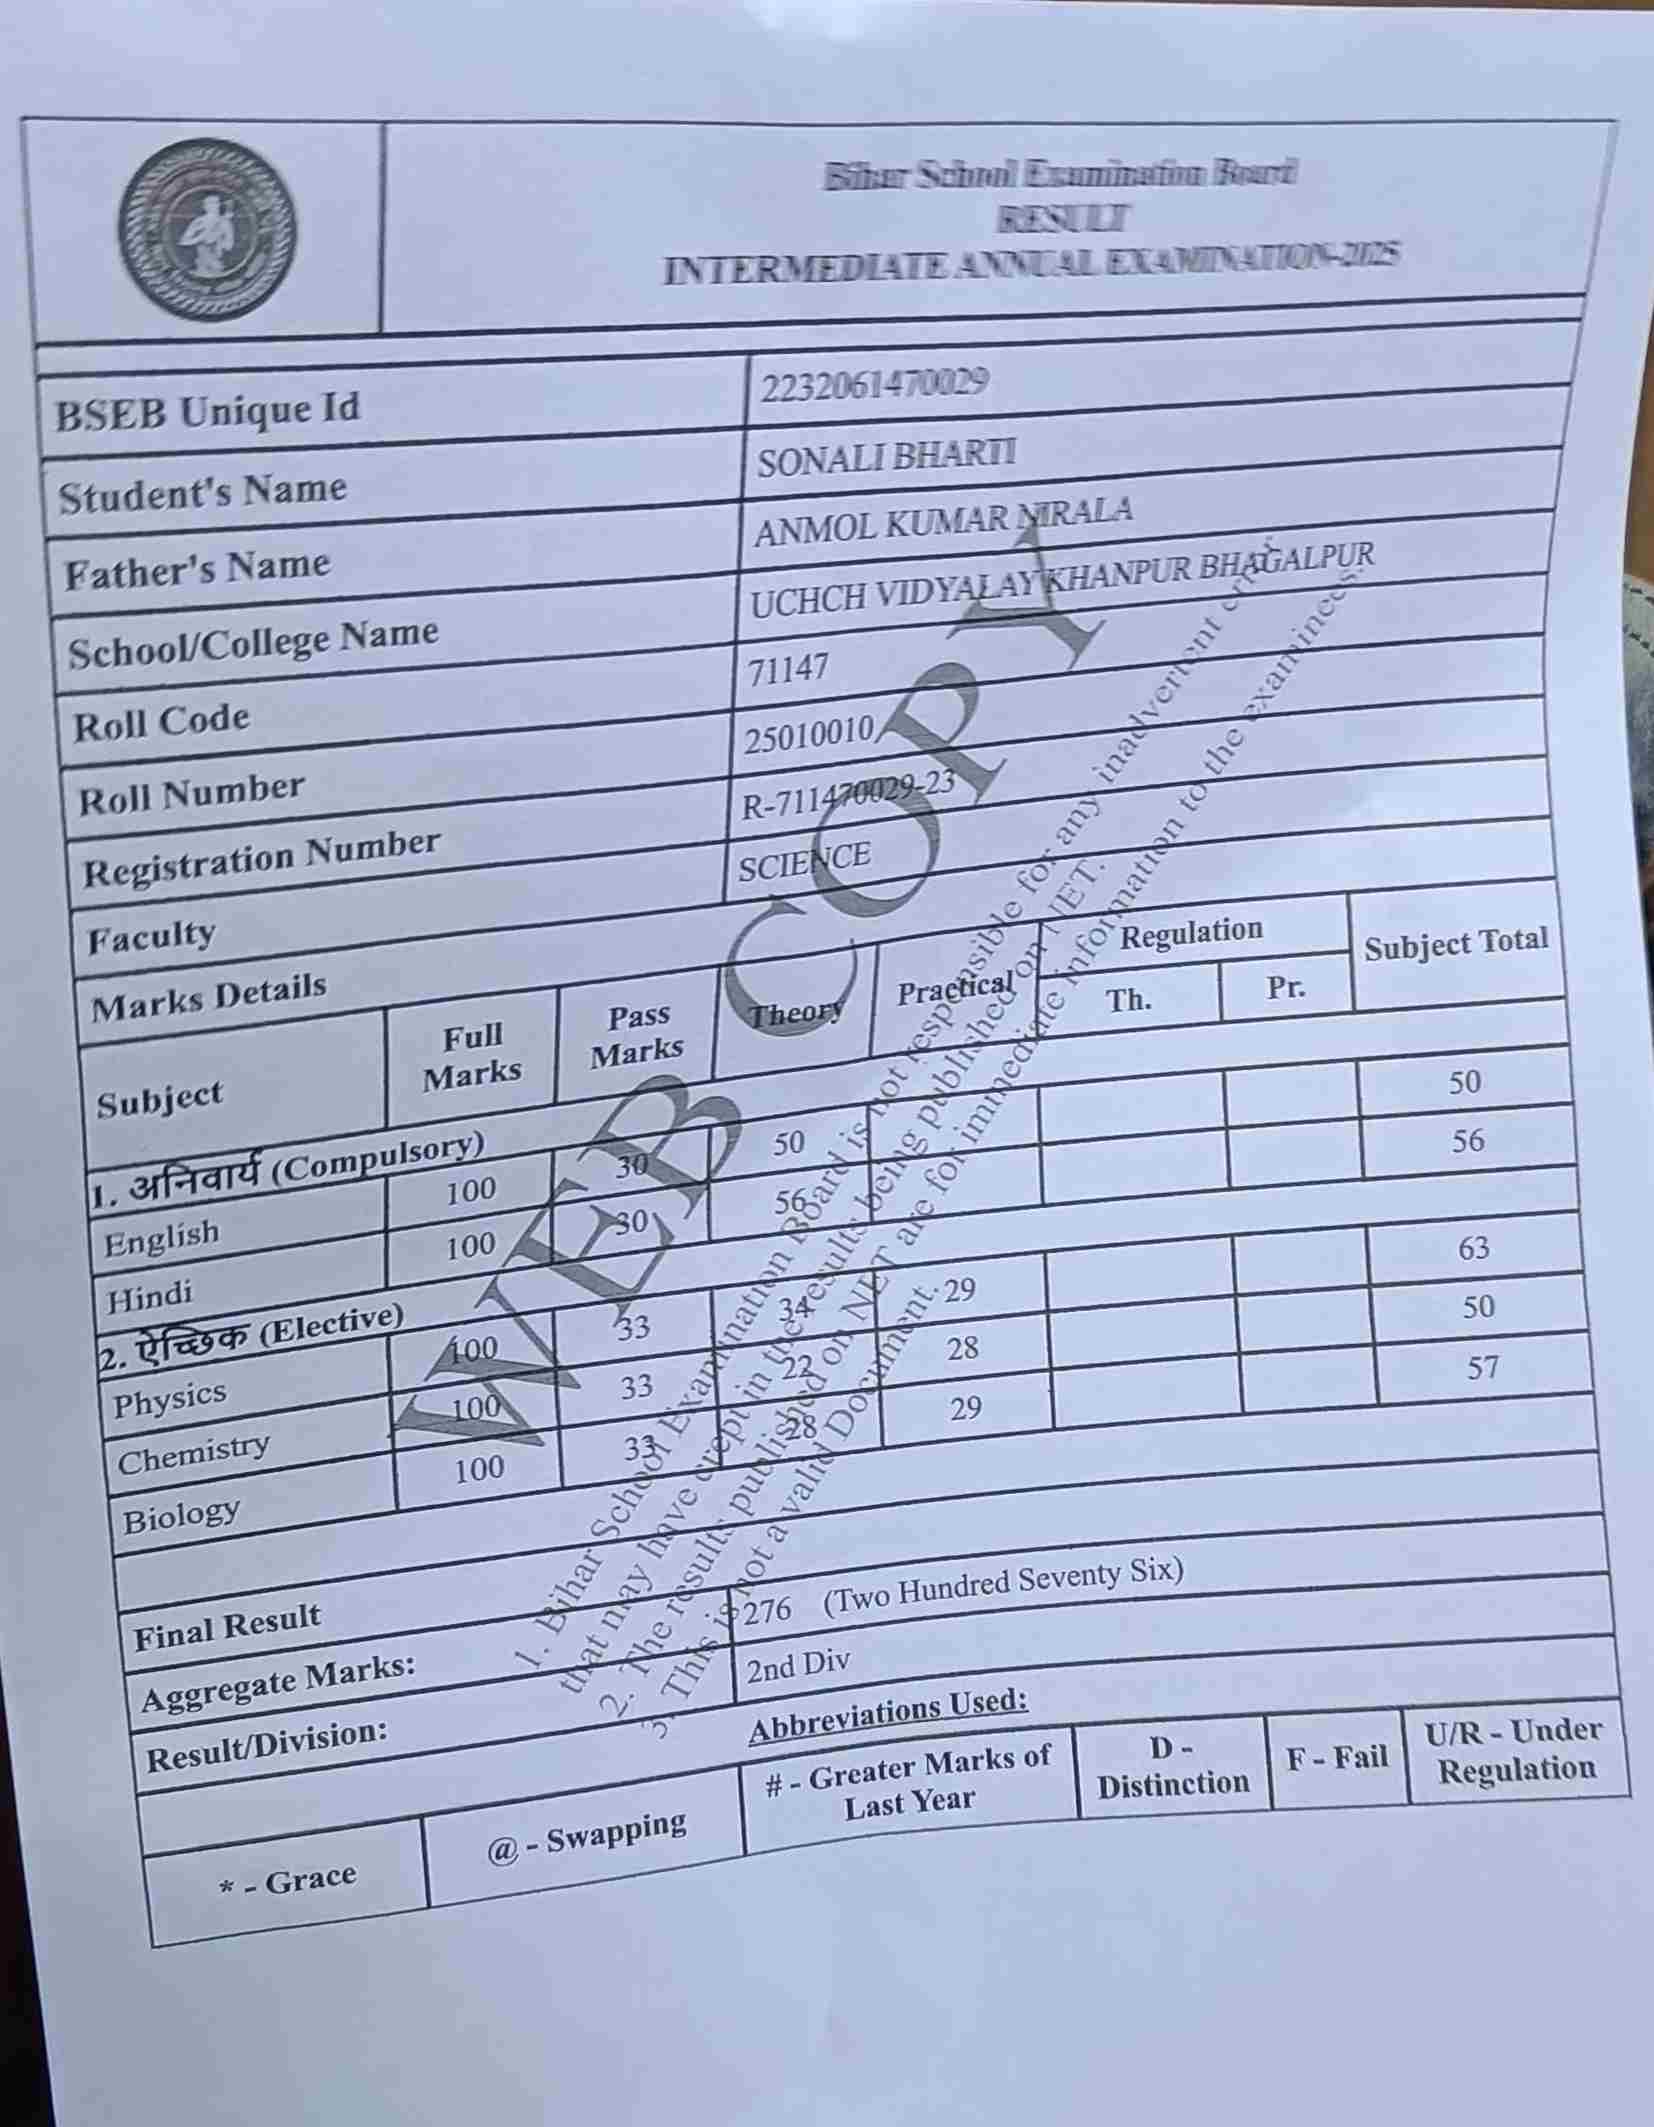 Bihar School Examination Board
RESULT
INTERMEDIATE ANNUAL EXAMINATION-2025
BSEB Unique Id 2232061470029
Student's Name SONALI BHARTI
Father's Name ANMOL KUMAR NIRALA
School/College Name UCHCH VIDYALAY KHANPUR BHAGALPUR
Roll Code 71147
Roll Number 25010010
Registration Number R-711470029-23
Faculty SCIENCE
Marks Details
Subject Full Marks Pass Marks Theory Practical Regulation Th. Pr. Subject Total
1. अनिवार्य (Compulsory)
English 100 30 50 50
Hindi 100 30 56 56
2. ऐच्छिक (Elective)
Physics 100 33 34 29 63
Chemistry 100 33 22 28 50
Biology 100 33 28 29 57
Final Result
Aggregate Marks: 276 (Two Hundred Seventy Six)
Result/Division: 2nd Div
Abbreviations Used:
* - Grace @ - Swapping # - Greater Marks of Last Year D - Distinction F - Fail U/R - Under Regulation
WEB COPY
1. Bihar School Examination Board is not responsible for any inadvertent error
that may have crept in the results being published on NET.
2. The results published on NET are for immediate information to the examinees.
3. This is not a valid Document.